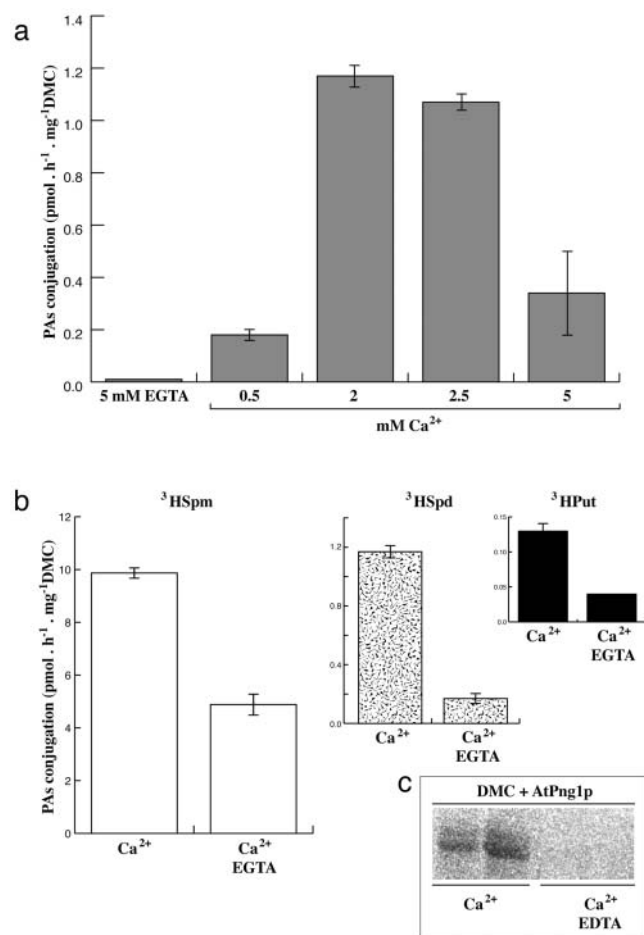 a
PAs conjugation (pmol . h⁻¹ . mg⁻¹DMC)
1.4
1.2
1.0
0.8
0.6
0.4
0.2
0.0
5 mM EGTA 0.5 2 2.5 5
mM Ca²⁺
b
³HSpm ³HSpd ³HPut
PAs conjugation (pmol . h⁻¹ . mg⁻¹DMC)
12
10
8
6
4
2
0
Ca²⁺ Ca²⁺
EGTA
1.2
0.8
0.4
0.0
Ca²⁺ Ca²⁺
EGTA
0.15
0.10
0.05
0.00
Ca²⁺ Ca²⁺
EGTA
c
DMC + AtPng1p
Ca²⁺ Ca²⁺
EDTA